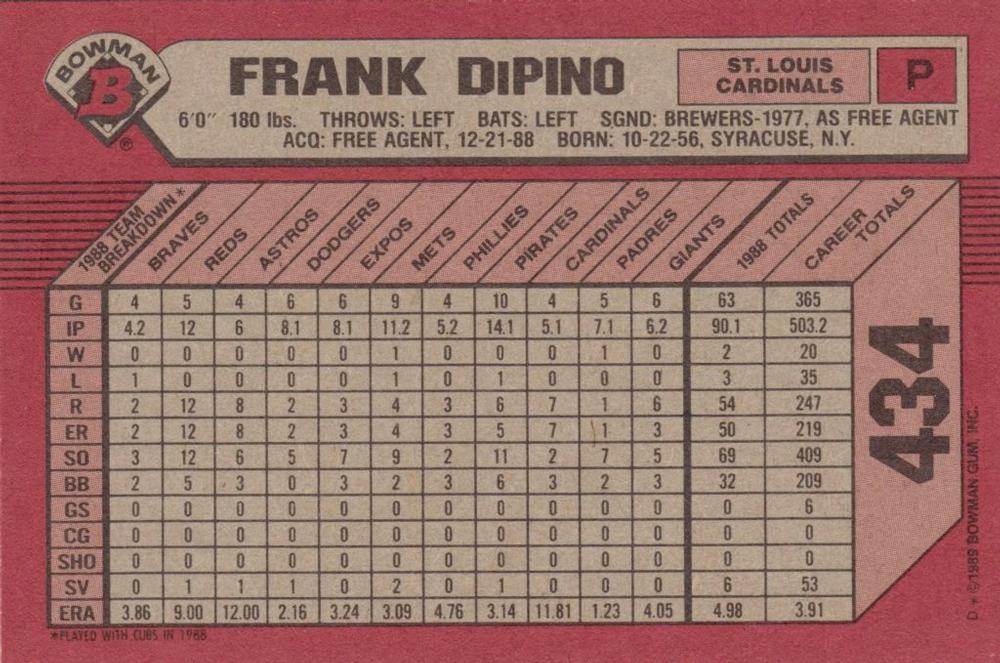 BOWMAN
B
®
FRANK DiPINO
ST. LOUIS
CARDINALS
P
6'0" 180 lbs. THROWS: LEFT BATS: LEFT SGND: BREWERS-1977, AS FREE AGENT
ACQ: FREE AGENT, 12-21-88 BORN: 10-22-56, SYRACUSE, N.Y.
1988 TEAM BREAKDOWN* BRAVES REDS ASTROS DODGERS EXPOS METS PHILLIES PIRATES CARDINALS PADRES GIANTS 1988 TOTALS CAREER TOTALS
G 4 5 4 6 6 9 4 10 4 5 6 63 365
IP 4.2 12 6 8.1 8.1 11.2 5.2 14.1 5.1 7.1 6.2 90.1 503.2
W 0 0 0 0 1 0 0 0 1 0 2 20
L 1 0 0 0 0 1 0 1 0 0 0 3 35
R 2 12 8 2 3 4 3 6 7 1 6 54 247
ER 2 12 8 2 3 4 3 5 7 1 3 50 219
SO 3 12 6 5 7 9 2 11 2 7 5 69 409
BB 2 5 3 0 3 2 3 6 3 2 3 32 209
GS 0 0 0 0 0 0 0 0 0 0 0 0 6
CG 0 0 0 0 0 0 0 0 0 0 0 0 0
SHO 0 0 0 0 0 0 0 0 0 0 0 0 0
SV 0 1 1 1 0 2 0 1 0 0 0 6 53
ERA 3.86 9.00 12.00 2.16 3.24 3.09 4.76 3.14 11.81 1.23 4.05 4.98 3.91
*PLAYED WITH CUBS IN 1988
434
D * ©1989 BOWMAN GUM, INC.